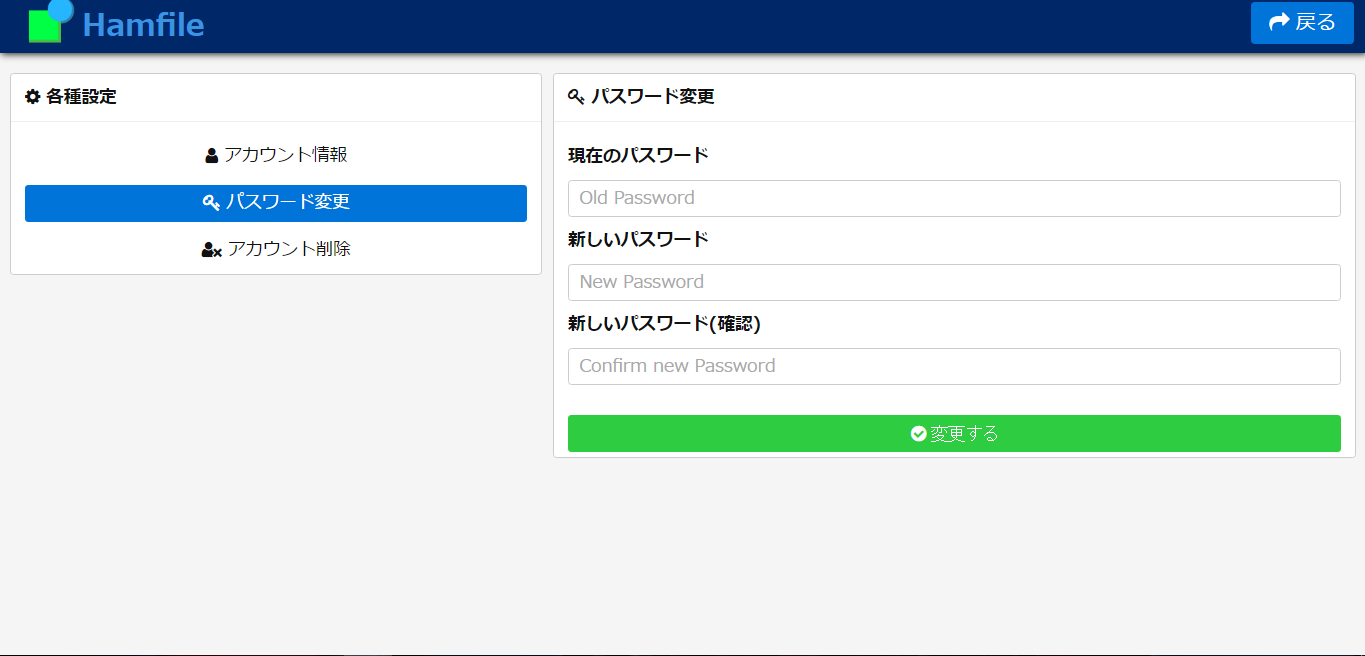 Hamfile
戻る
各種設定
アカウント情報
パスワード変更
アカウント削除
パスワード変更
現在のパスワード
Old Password
新しいパスワード
New Password
新しいパスワード(確認)
Confirm new Password
変更する